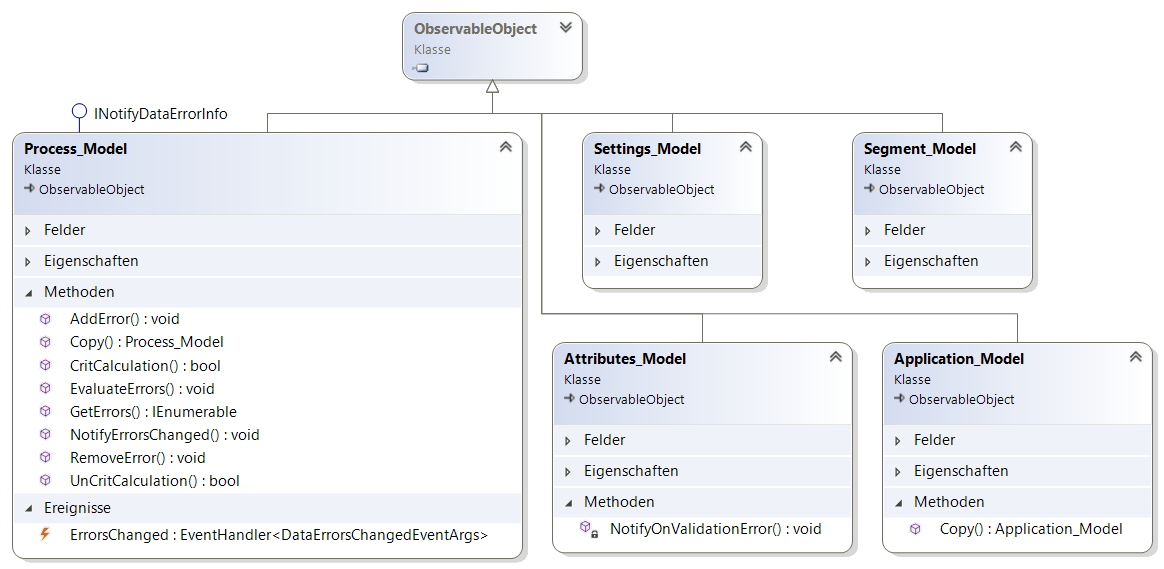 ObservableObject
Klasse
INotifyDataErrorInfo
Process_Model
Klasse
ObservableObject
Felder
Eigenschaften
Methoden
AddError() : void
Copy() : Process_Model
CritCalculation() : bool
EvaluateErrors() : void
GetErrors() : IEnumerable
NotifyErrorsChanged() : void
RemoveError() : void
UnCritCalculation() : bool
Ereignisse
ErrorsChanged : EventHandler<DataErrorsChangedEventArgs>
Settings_Model
Klasse
ObservableObject
Felder
Eigenschaften
Segment_Model
Klasse
ObservableObject
Felder
Eigenschaften
Attributes_Model
Klasse
ObservableObject
Felder
Eigenschaften
Methoden
NotifyOnValidationError() : void
Application_Model
Klasse
ObservableObject
Felder
Eigenschaften
Methoden
Copy() : Application_Model